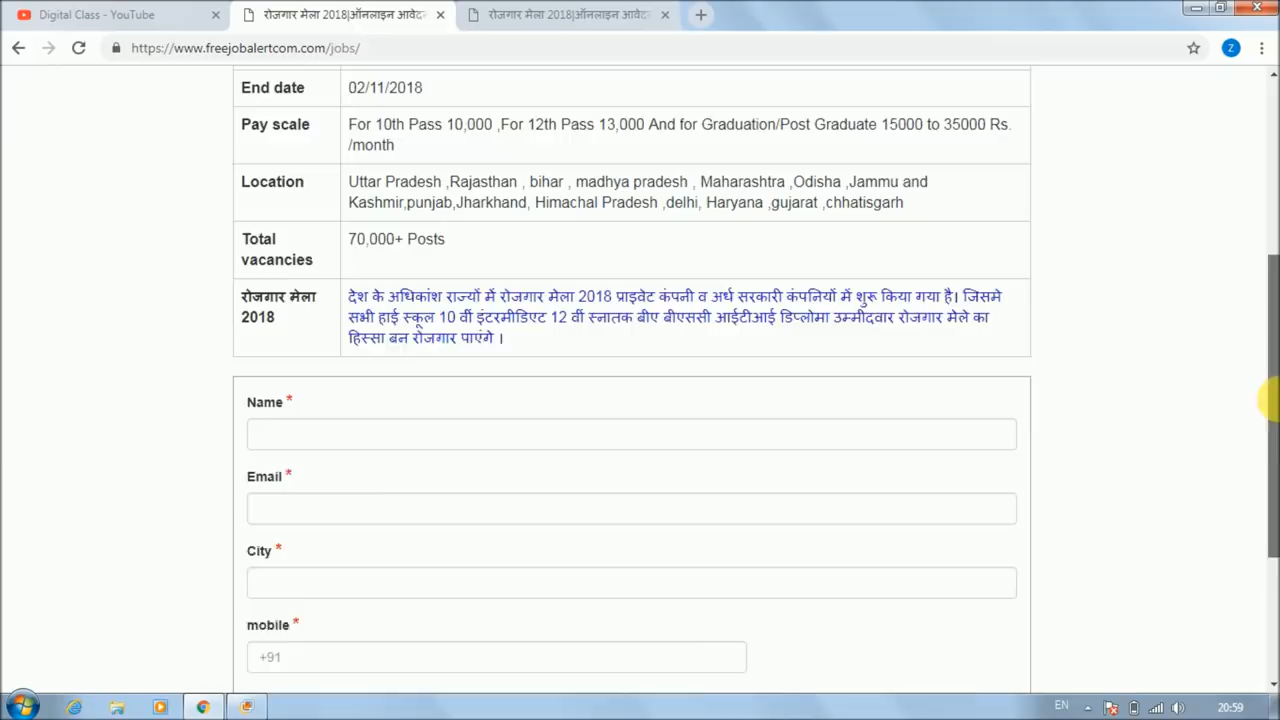 Digital Class - YouTube
रोजगार मेला 2018|ऑनलाइन आवेद
रोजगार मेला 2018|ऑनलाइन आवेद
https://www.freejobalertcom.com/jobs/
Z
End date
02/11/2018
Pay scale
For 10th Pass 10,000 ,For 12th Pass 13,000 And for Graduation/Post Graduate 15000 to 35000 Rs.
/month
Location
Uttar Pradesh ,Rajasthan , bihar , madhya pradesh , Maharashtra ,Odisha ,Jammu and
Kashmir,punjab,Jharkhand, Himachal Pradesh ,delhi, Haryana ,gujarat ,chhatisgarh
Total
vacancies
70,000+ Posts
रोजगार मेला
2018
देश के अधिकांश राज्यों में रोजगार मेला 2018 प्राइवेट कंपनी व अर्ध सरकारी कंपनियों में शुरू किया गया है। जिसमे
सभी हाई स्कूल 10 वीं इंटरमीडिएट 12 वीं स्नातक बीए बीएससी आईटीआई डिप्लोमा उम्मीदवार रोजगार मेले का
हिस्सा बन रोजगार पाएंगे ।
Name *
Email *
City *
mobile *
+91
EN
20:59